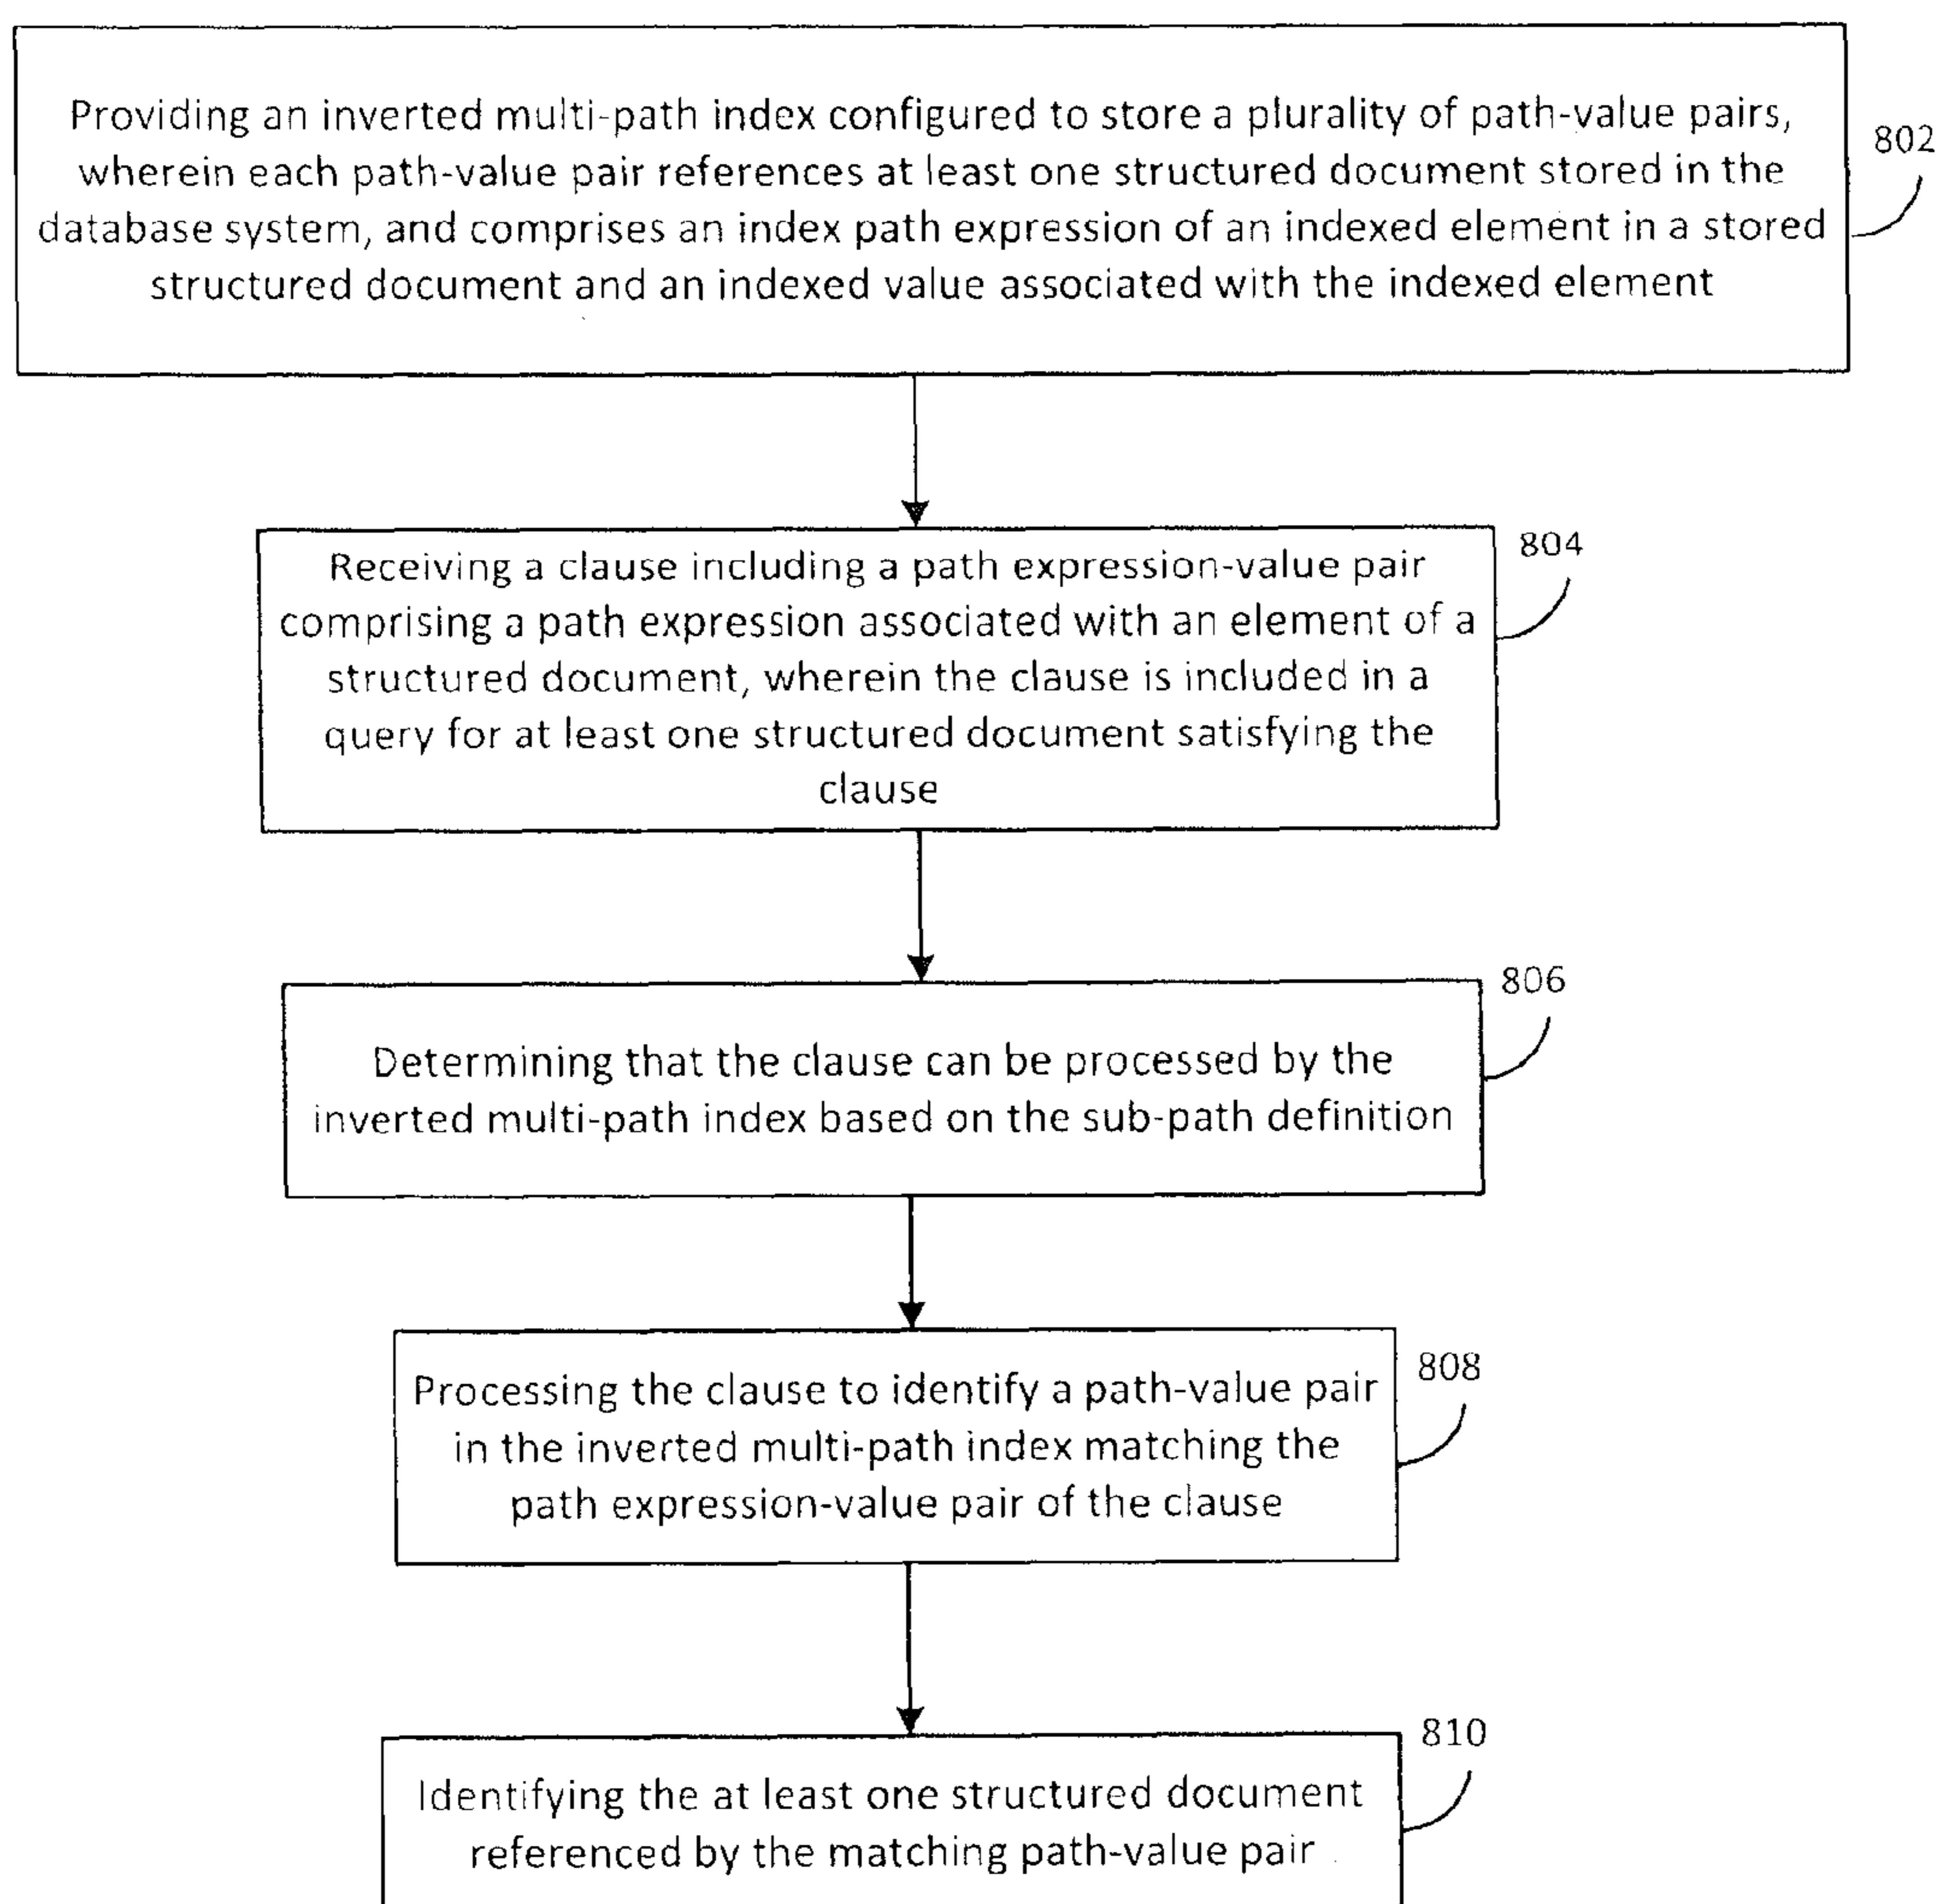 Providing an inverted multi-path index configured to store a plurality of path-value pairs,
wherein each path-value pair references at least one structured document stored in the
database system, and comprises an index path expression of an indexed element in a stored
structured document and an indexed value associated with the indexed element
802
Receiving a clause including a path expression-value pair
comprising a path expression associated with an element of a
structured document, wherein the clause is included in a
query for at least one structured document satisfying the
clause
804
Determining that the clause can be processed by the
inverted multi-path index based on the sub-path definition
806
Processing the clause to identify a path-value pair
in the inverted multi-path index matching the
path expression-value pair of the clause
808
Identifying the at least one structured document
referenced by the matching path-value pair
810